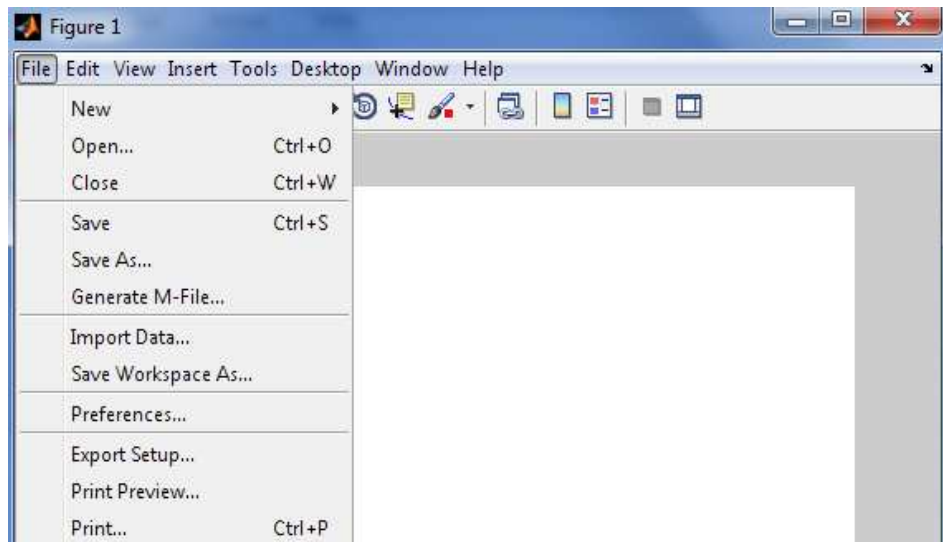 Figure 1
File Edit View Insert Tools Desktop Window Help
New
Open... Ctrl+O
Close Ctrl+W
Save Ctrl+S
Save As...
Generate M-File...
Import Data...
Save Workspace As...
Preferences...
Export Setup...
Print Preview...
Print... Ctrl+P